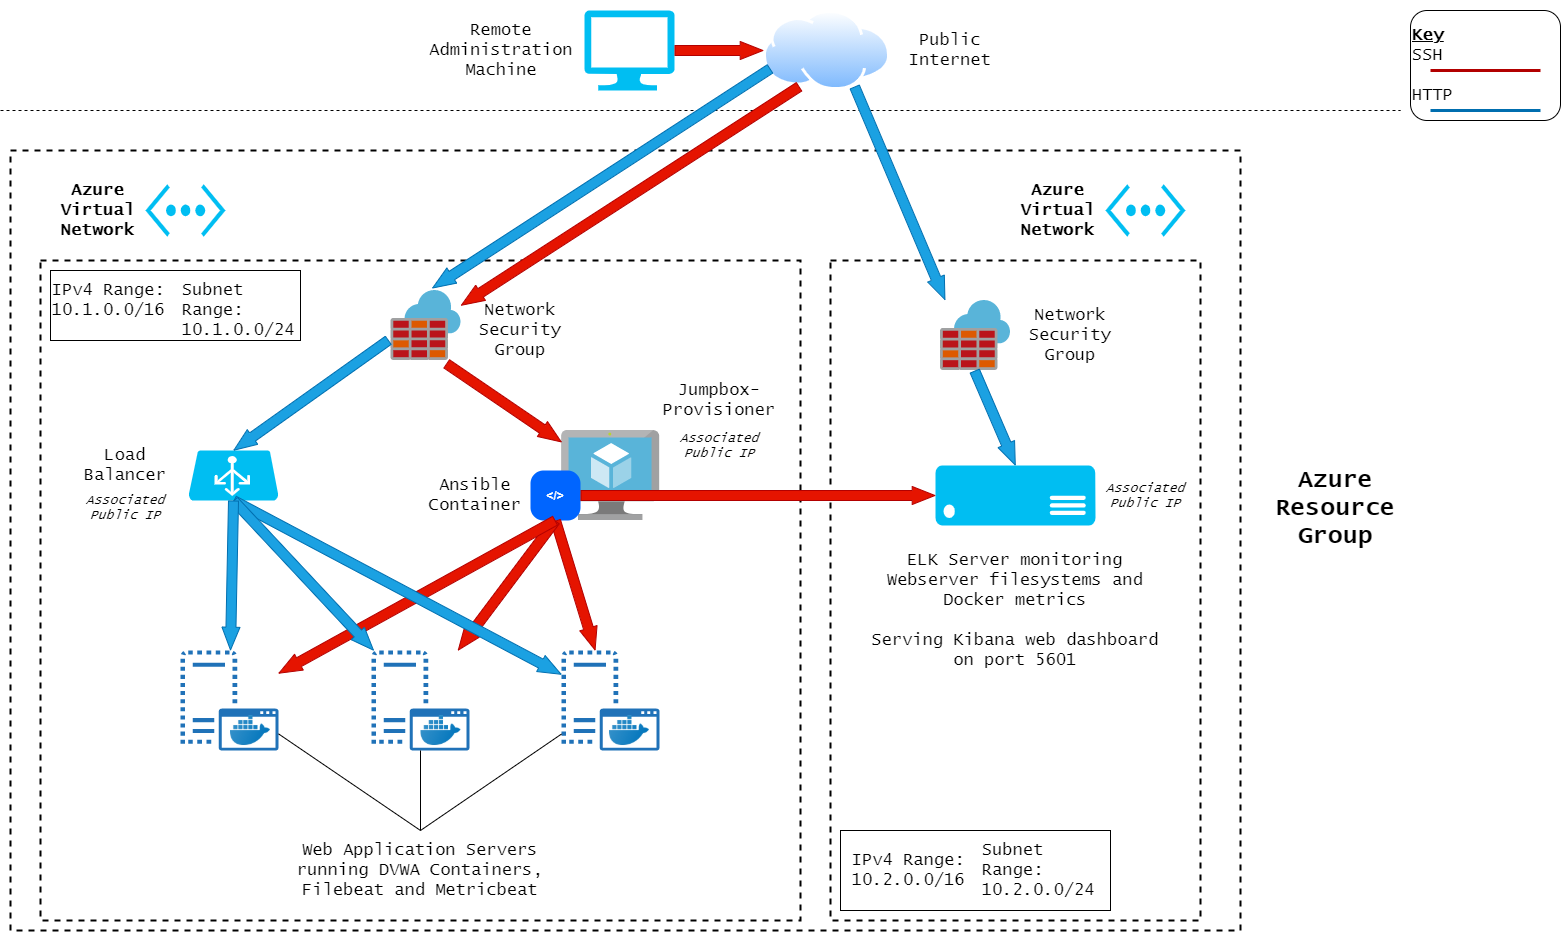 Remote
Administration
Machine
Public
Internet
Key
SSH
HTTP
Azure
Virtual
Network
Azure
Virtual
Network
IPv4 Range:
10.1.0.0/16
Subnet
Range:
10.1.0.0/24
Network
Security
Group
Network
Security
Group
Jumpbox-
Provisioner
Associated
Public IP
Load
Balancer
Associated
Public IP
Ansible
Container
</>
Associated
Public IP
Azure
Resource
Group
ELK Server monitoring
Webserver filesystems and
Docker metrics
Serving Kibana web dashboard
on port 5601
Web Application Servers
running DVWA Containers,
Filebeat and Metricbeat
IPv4 Range:
10.2.0.0/16
Subnet
Range:
10.2.0.0/24